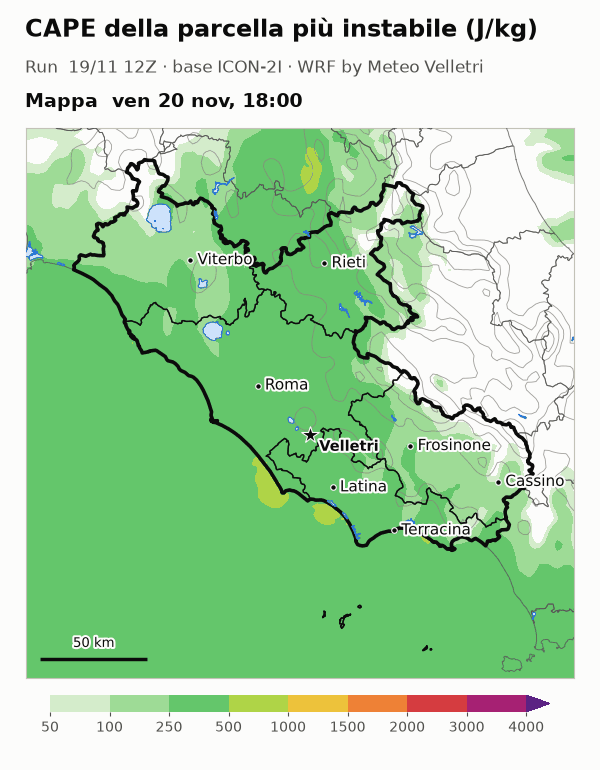 CAPE della parcella più instabile (J/kg)
Run  19/11 12Z · base ICON-2I · WRF by Meteo Velletri
Mappa  ven 20 nov, 18:00
Viterbo
Rieti
Roma
Velletri
Frosinone
Latina
Cassino
Terracina
50 km
50 100 250 500 1000 1500 2000 3000 4000